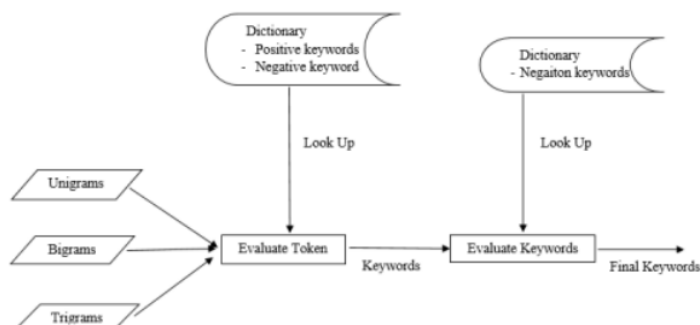 Dictionary
- Positive keywords
- Negative keyword
Dictionary
- Negaiton keywords
Look Up
Look Up
Unigrams
Bigrams
Evaluate Token
Evaluate Keywords
Keywords
Final Keywords
Trigrams